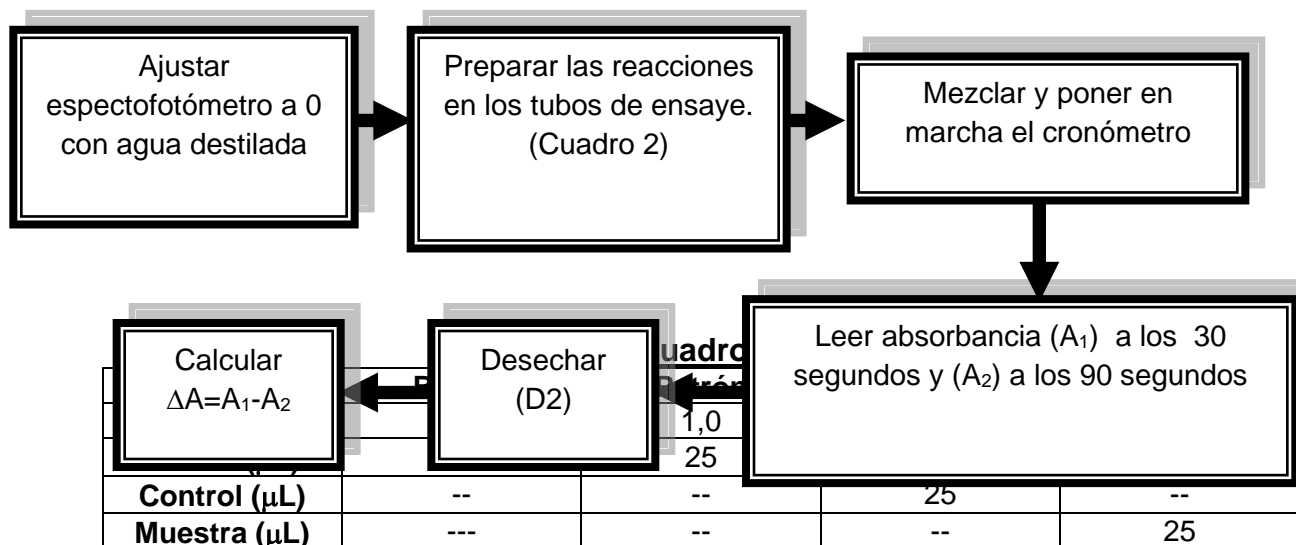 Ajustar
espectofotómetro a 0
con agua destilada
Preparar las reacciones
en los tubos de ensaye.
(Cuadro 2)
Mezclar y poner en
marcha el cronómetro
Leer absorbancia (A₁) a los 30
segundos y (A₂) a los 90 segundos
Desechar
(D2)
Calcular
ΔA=A₁-A₂
1,0
25
Control (μL) -- -- 25 --
Muestra (μL) --- -- -- 25